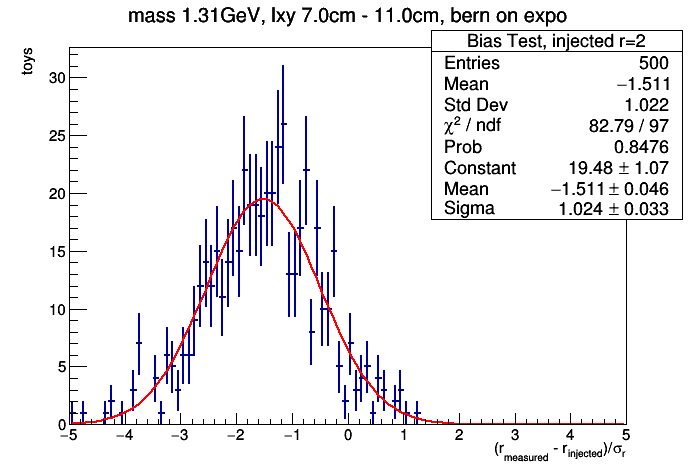 mass 1.31GeV, lxy 7.0cm - 11.0cm, bern on expo
Bias Test, injected r=2
Entries 500
Mean −1.511
Std Dev 1.022
χ² / ndf 82.79 / 97
Prob 0.8476
Constant 19.48 ± 1.07
Mean −1.511 ± 0.046
Sigma 1.024 ± 0.033
toys
30
25
20
15
10
5
0
−5 −4 −3 −2 −1 0 1 2 3 4 5
(r_measured - r_injected)/σ_r